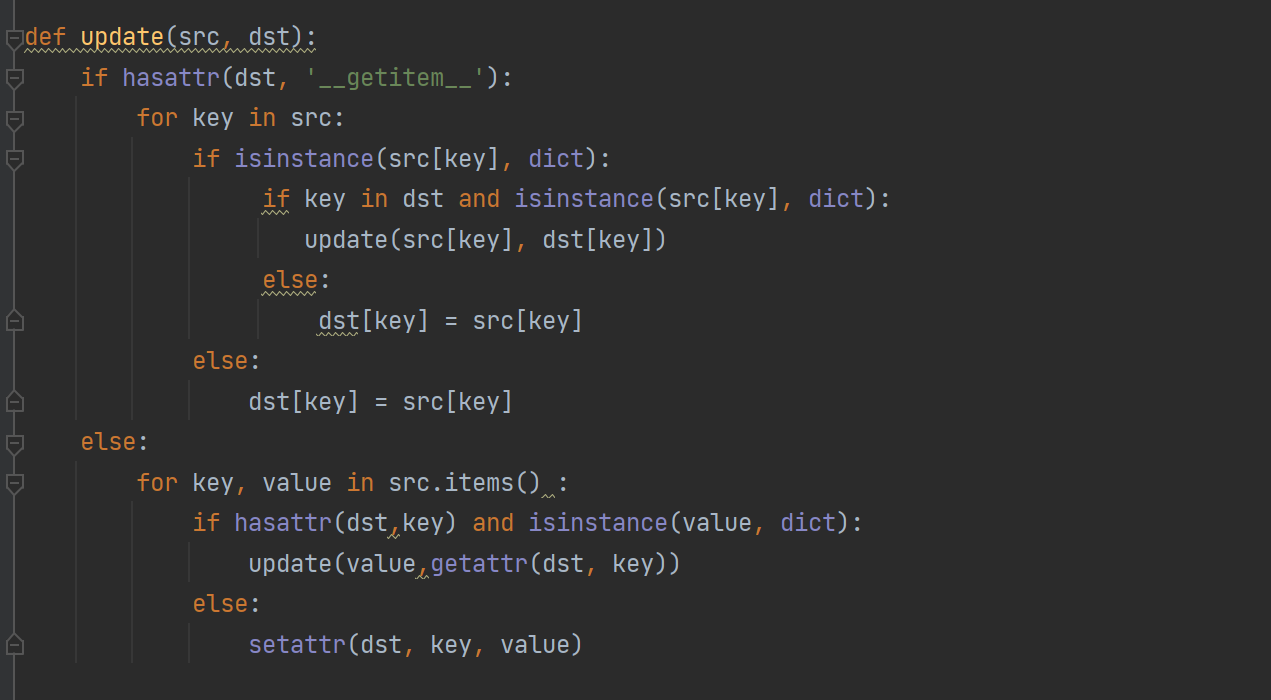 def update(src, dst):
    if hasattr(dst, '__getitem__'):
        for key in src:
            if isinstance(src[key], dict):
                 if key in dst and isinstance(src[key], dict):
                    update(src[key], dst[key])
                 else:
                     dst[key] = src[key]
            else:
                dst[key] = src[key]
    else:
        for key, value in src.items() :
            if hasattr(dst,key) and isinstance(value, dict):
                update(value,getattr(dst, key))
            else:
                setattr(dst, key, value)